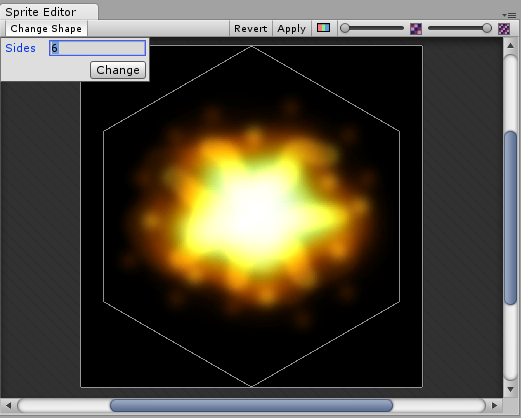 Sprite Editor
Change Shape Revert Apply
Sides 6
Change